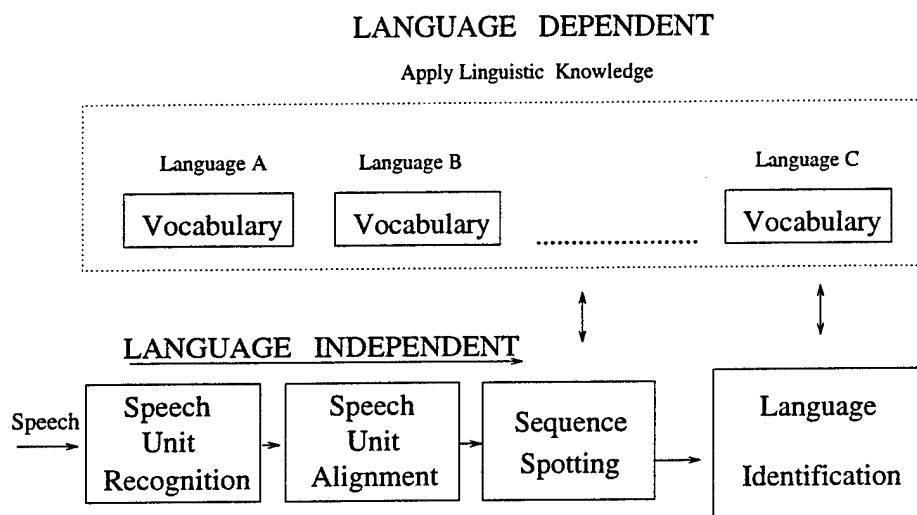 LANGUAGE DEPENDENT
Apply Linguistic Knowledge
Language A
Language B
Language C
Vocabulary
Vocabulary
Vocabulary
LANGUAGE INDEPENDENT
Speech
Speech
Unit
Recognition
Speech
Unit
Alignment
Sequence
Spotting
Language
Identification